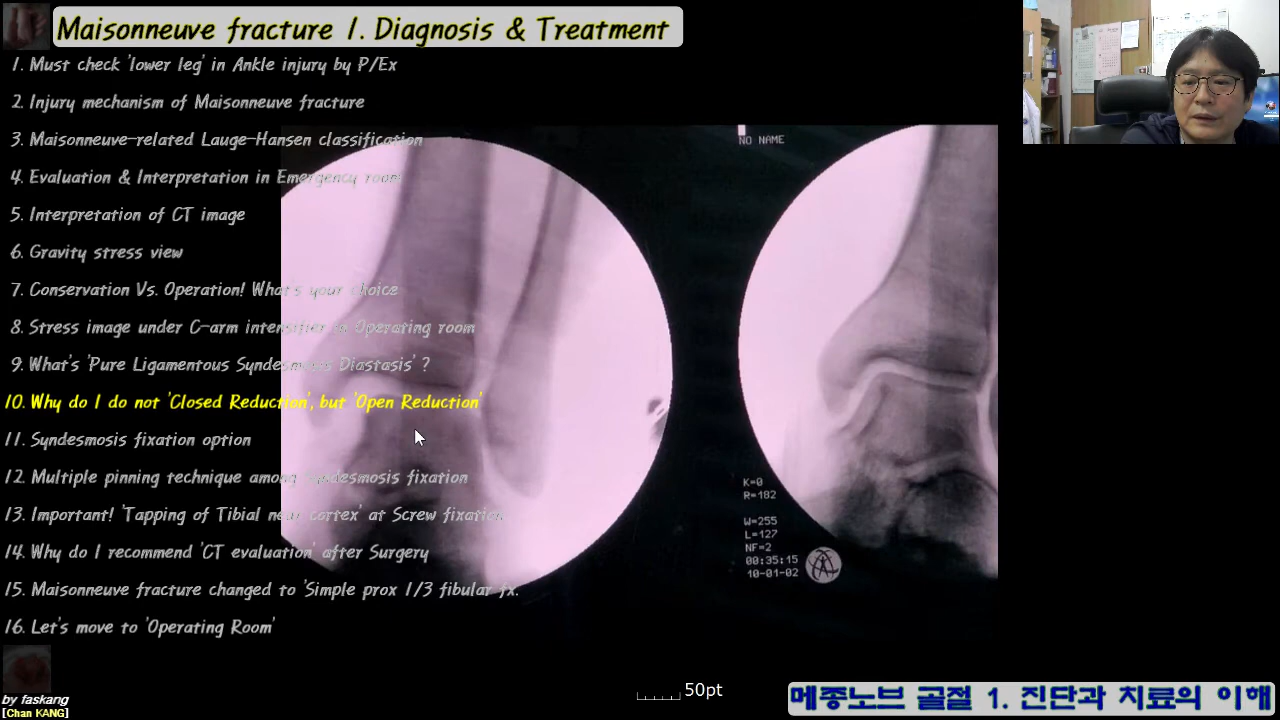 Maisonneuve fracture 1. Diagnosis & Treatment
1. Must check 'lower leg' in Ankle injury by P/Ex
2. Injury mechanism of Maisonneuve fracture
3. Maisonneuve-related Lauge-Hansen classification
4. Evaluation & Interpretation in Emergency room
5. Interpretation of CT image
6. Gravity stress view
7. Conservation Vs. Operation! What's your choice
8. Stress image under C-arm intensifier in Operating room
9. What's 'Pure Ligamentous Syndesmosis Diastasis' ?
10. Why do I do not 'Closed Reduction', but 'Open Reduction'
11. Syndesmosis fixation option
12. Multiple pinning technique among syndesmosis fixation
13. Important! 'Tapping of Tibial near cortex' at Screw fixation
14. Why do I recommend 'CT evaluation' after Surgery
15. Maisonneuve fracture changed to 'Simple prox 1/3 fibular fx.
16. Let's move to 'Operating Room'
NO NAME
K=0
R=182
W=255
L=127
NF=2
00:35:15
10-01-02
50pt
by faskang
[Chan KANG]
메종노브 골절 1. 진단과 치료의 이해